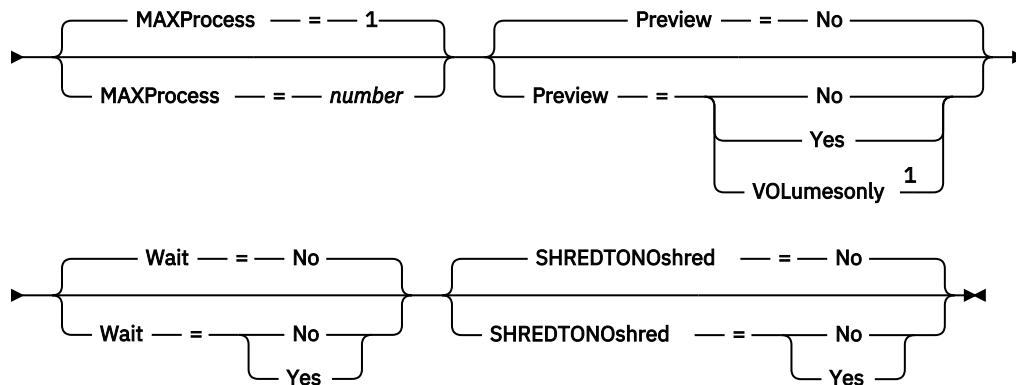 MAXProcess = 1 Preview = No
MAXProcess = number Preview = No
Yes
VOLumesonly 1
Wait = No SHREDTONOshred = No
Wait = No SHREDTONOshred = No
Yes Yes